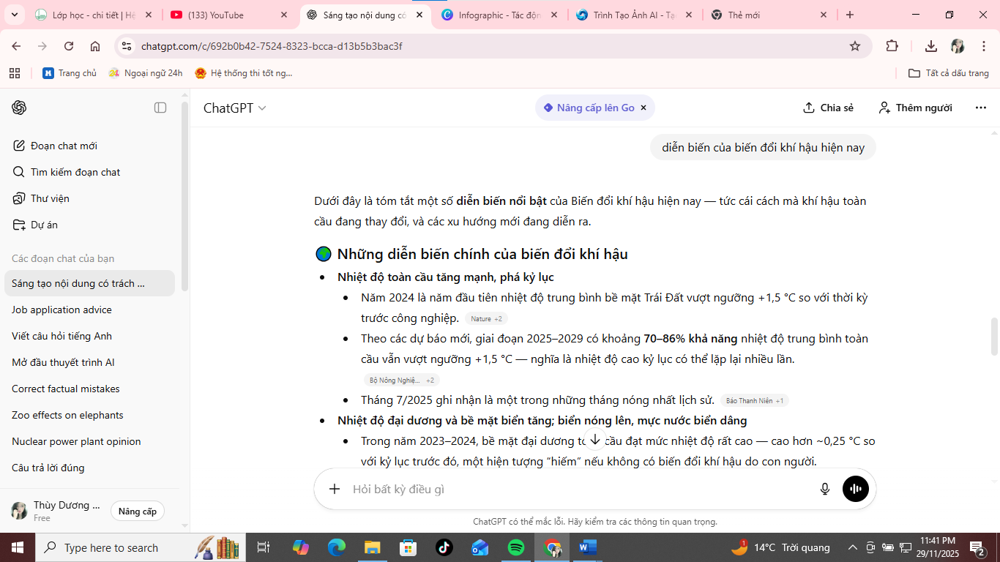 Lớp học - chi tiết | Hệ
(133) YouTube
Sáng tạo nội dung có
Infographic - Tác độn
Trình Tạo Ảnh AI - Tạ
Thẻ mới
chatgpt.com/c/692b0b42-7524-8323-bcca-d13b5b3bac3f
Trang chủ
Ngoại ngữ 24h
Hệ thống thi tốt ng...
Tất cả dấu trang
ChatGPT
Nâng cấp lên Go
Chia sẻ
Thêm người
Đoạn chat mới
Tìm kiếm đoạn chat
Thư viện
Dự án
Các đoạn chat của bạn
Sáng tạo nội dung có trách ...
Job application advice
Viết câu hỏi tiếng Anh
Mở đầu thuyết trình AI
Correct factual mistakes
Zoo effects on elephants
Nuclear power plant opinion
Câu trả lời đúng
Thùy Dương ...
Free
Nâng cấp
diễn biến của biến đổi khí hậu hiện nay
Dưới đây là tóm tắt một số diễn biến nổi bật của Biến đổi khí hậu hiện nay — tức cái cách mà khí hậu toàn
cầu đang thay đổi, và các xu hướng mới đang diễn ra.
Những diễn biến chính của biến đổi khí hậu
Nhiệt độ toàn cầu tăng mạnh, phá kỷ lục
Năm 2024 là năm đầu tiên nhiệt độ trung bình bề mặt Trái Đất vượt ngưỡng +1,5 °C so với thời kỳ
trước công nghiệp. Nature +2
Theo các dự báo mới, giai đoạn 2025–2029 có khoảng 70–86% khả năng nhiệt độ trung bình toàn
cầu vẫn vượt ngưỡng +1,5 °C — nghĩa là nhiệt độ cao kỷ lục có thể lặp lại nhiều lần.
Bộ Nông Nghiệ... +2
Tháng 7/2025 ghi nhận là một trong những tháng nóng nhất lịch sử. Báo Thanh Niên +1
Nhiệt độ đại dương và bề mặt biển tăng; biển nóng lên, mực nước biển dâng
Trong năm 2023–2024, bề mặt đại dương cầu đạt mức nhiệt độ rất cao — cao hơn ~0,25 °C so
với kỷ lục trước đó, một hiện tượng “hiếm” nếu không có biến đổi khí hậu do con người.
Hỏi bất kỳ điều gì
ChatGPT có thể mắc lỗi. Hãy kiểm tra các thông tin quan trọng.
Type here to search
14°C Trời quang
11:41 PM
29/11/2025
2